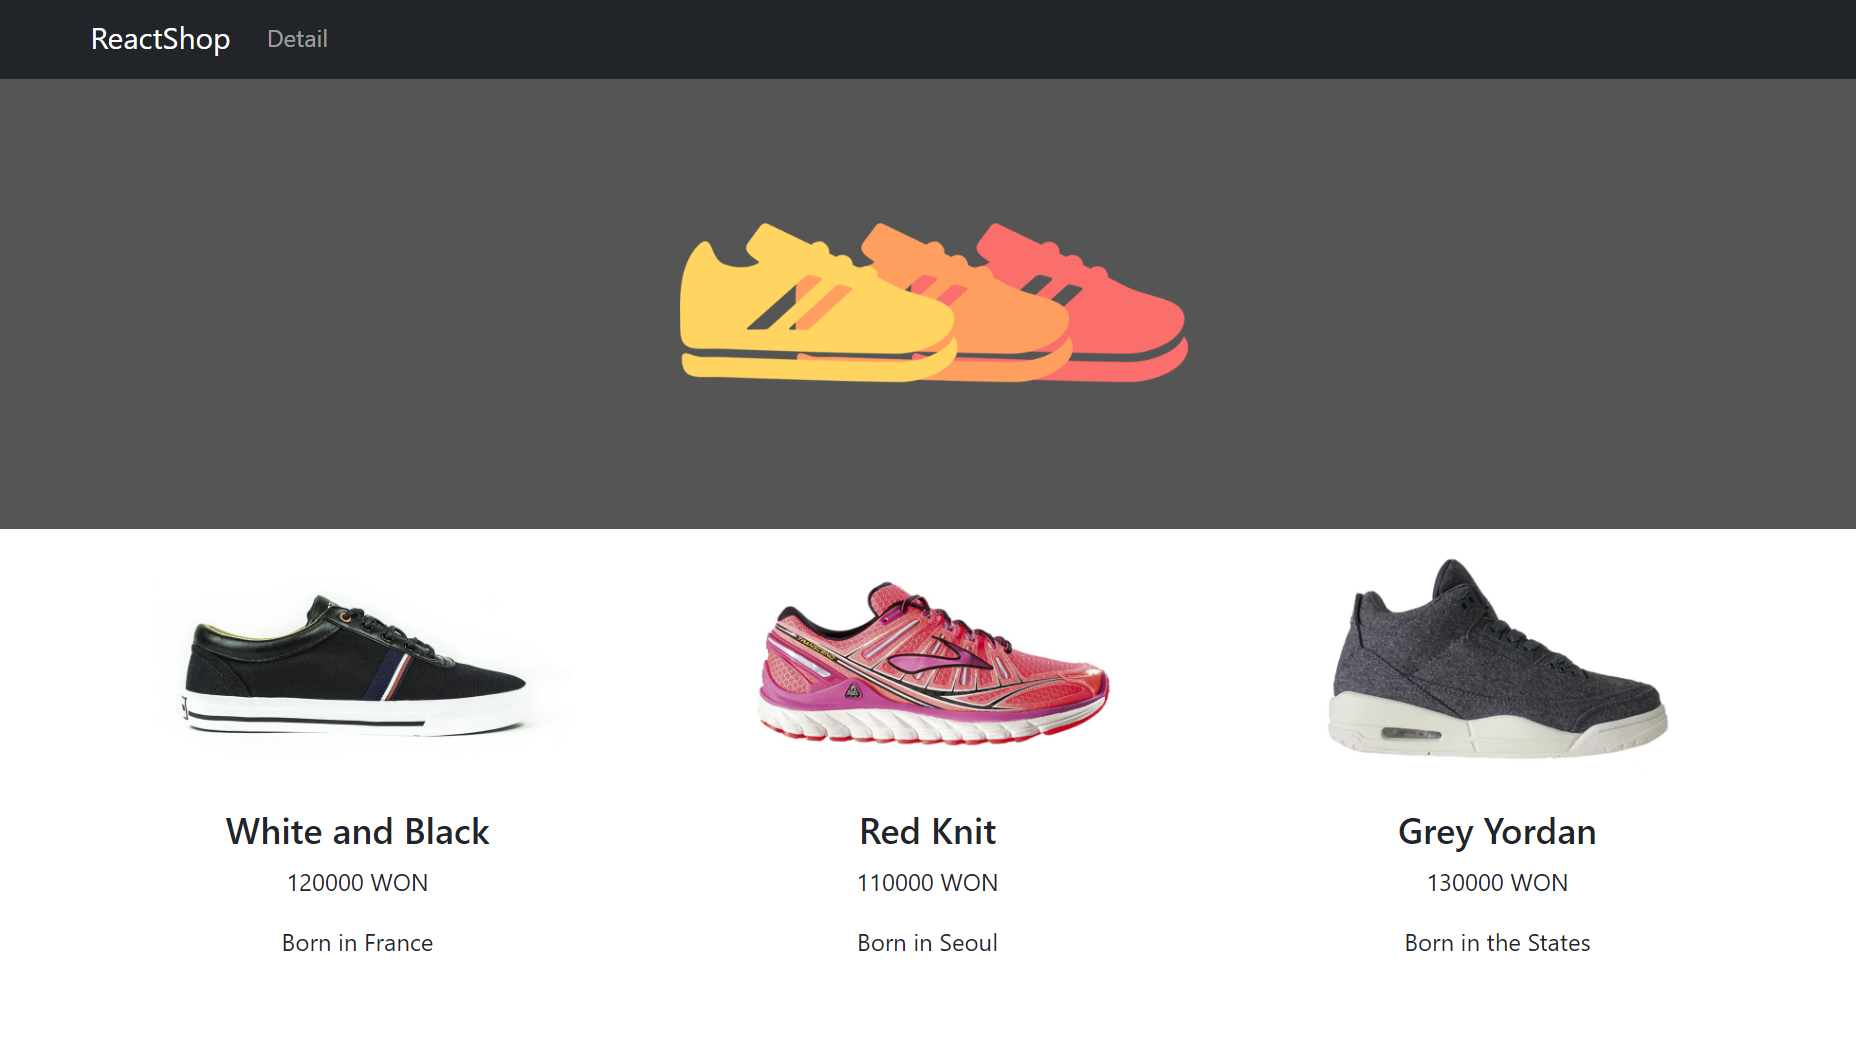 ReactShop Detail
TRANSCEND
White and Black
Red Knit
Grey Yordan
120000 WON
110000 WON
130000 WON
Born in France
Born in Seoul
Born in the States